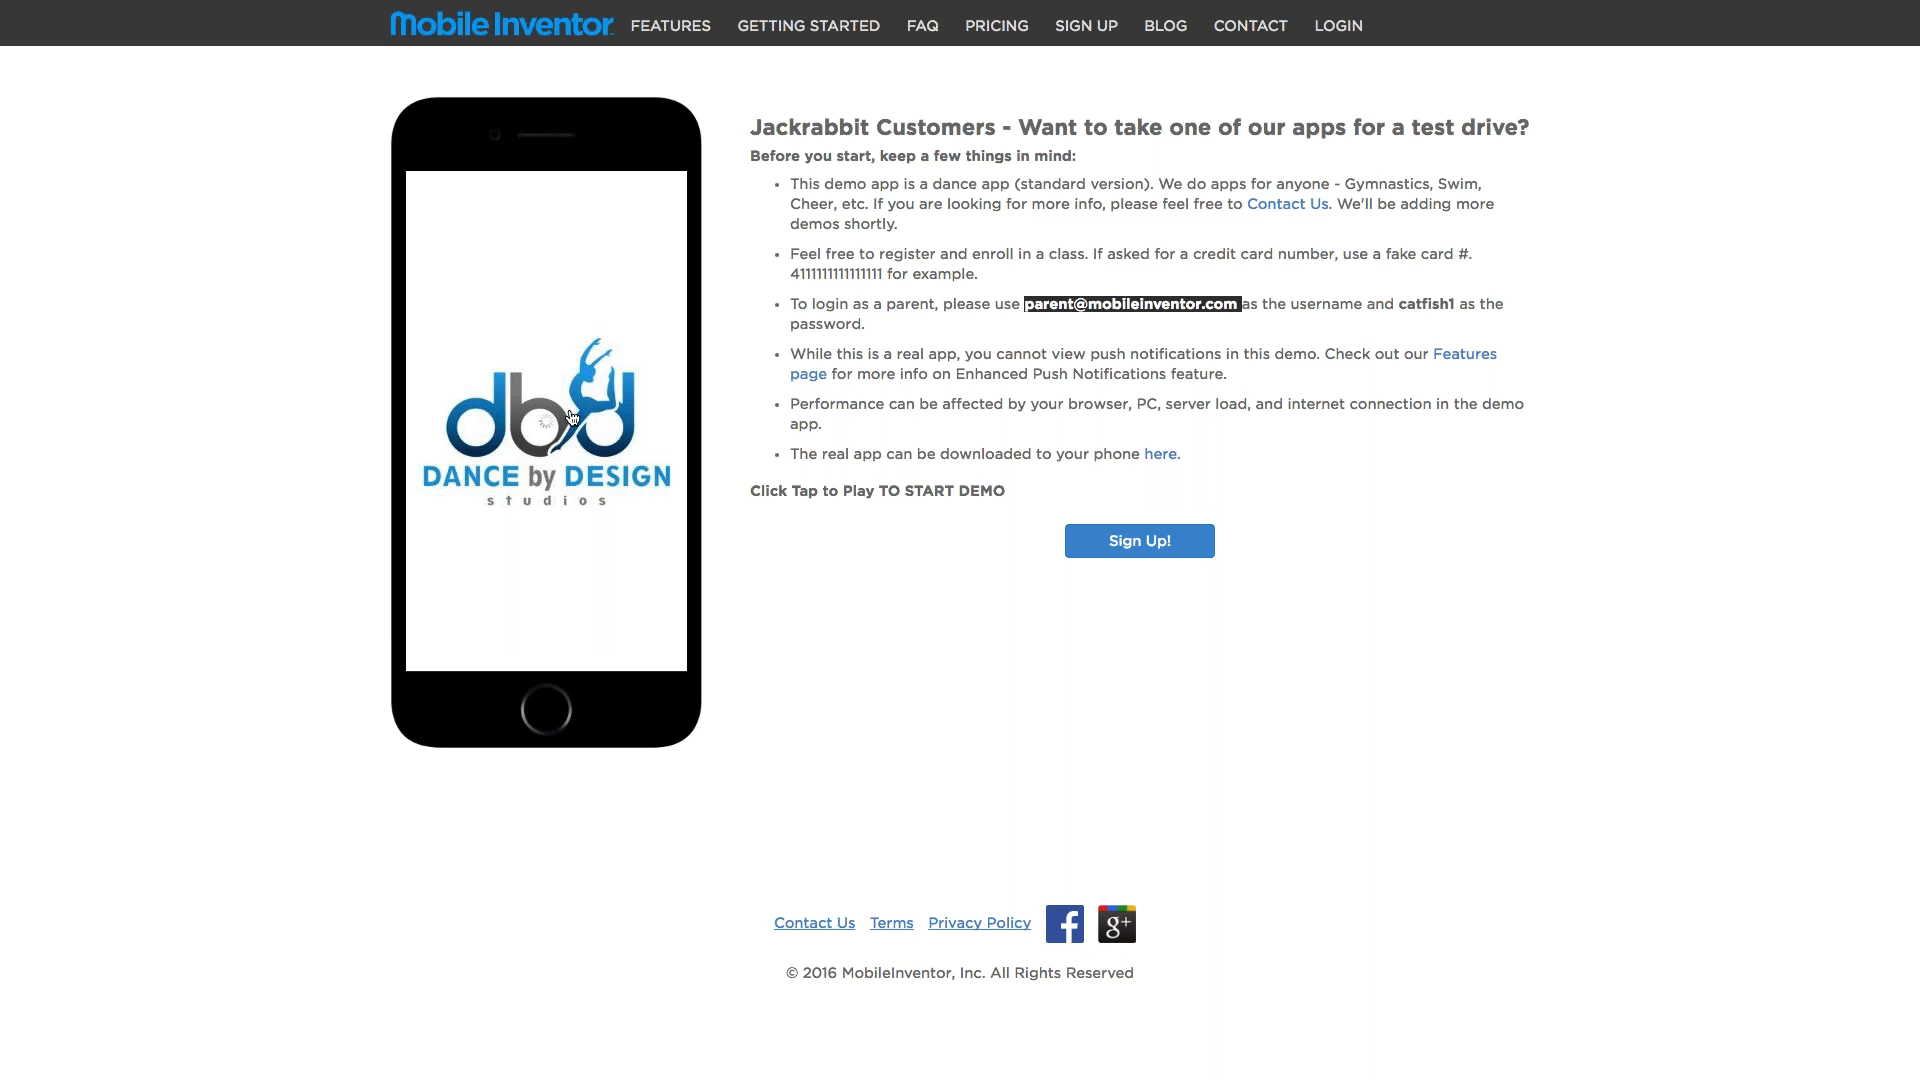 Mobile Inventor FEATURES GETTING STARTED FAQ PRICING SIGN UP BLOG CONTACT LOGIN
Jackrabbit Customers - Want to take one of our apps for a test drive?
Before you start, keep a few things in mind:
• This demo app is a dance app (standard version). We do apps for anyone - Gymnastics, Swim,
Cheer, etc. If you are looking for more info, please feel free to Contact Us. We'll be adding more
demos shortly.
• Feel free to register and enroll in a class. If asked for a credit card number, use a fake card #.
4111111111111111 for example.
• To login as a parent, please use parent@mobileinventor.com as the username and catfish1 as the
password.
• While this is a real app, you cannot view push notifications in this demo. Check out our Features
page for more info on Enhanced Push Notifications feature.
• Performance can be affected by your browser, PC, server load, and internet connection in the demo
app.
• The real app can be downloaded to your phone here.
Click Tap to Play TO START DEMO
Sign Up!
dbd
DANCE by DESIGN
studios
Contact Us Terms Privacy Policy f g+
© 2016 MobileInventor, Inc. All Rights Reserved